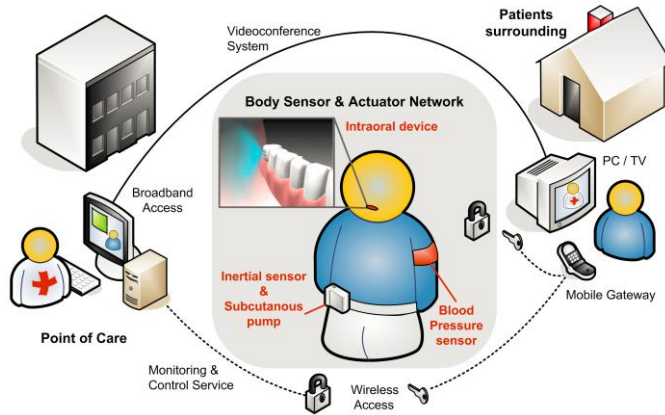 Videoconference
System
Patients
surrounding
Body Sensor & Actuator Network
Intraoral device
PC / TV
Broadband
Access
Inertial sensor
&
Subcutanous
pump
Blood
Pressure
sensor
Mobile Gateway
Point of Care
Monitoring &
Control Service
Wireless
Access